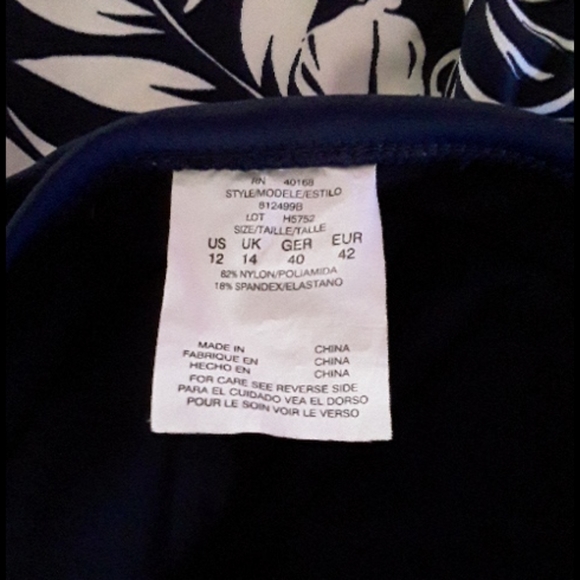 RN 40168
STYLE/MODELE/ESTILO
812499B
LOT H5752
SIZE/TAILLE/TALLE
US UK GER EUR
12 14 40 42
82% NYLON/POLIAMIDA
18% SPANDEX/ELASTANO
MADE IN CHINA
FABRIQUE EN CHINA
HECHO EN CHINA
FOR CARE SEE REVERSE SIDE
PARA EL CUIDADO VEA EL DORSO
POUR LE SOIN VOIR LE VERSO